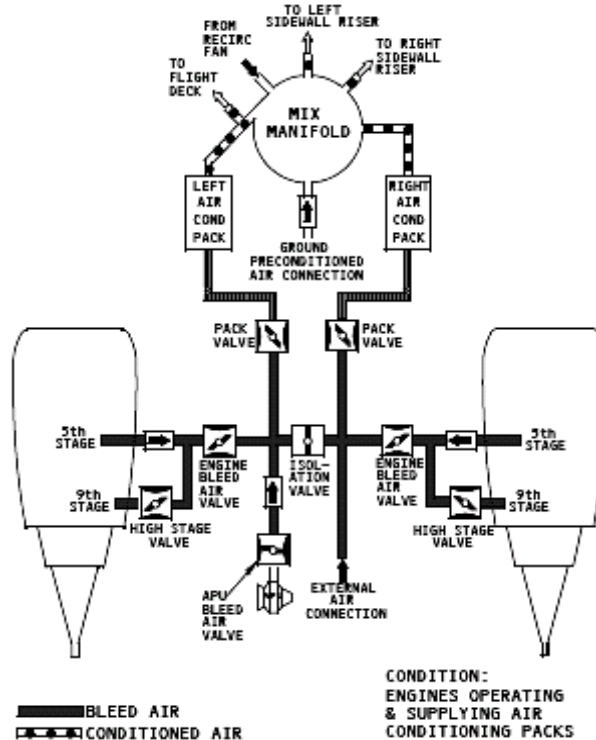 TO LEFT
SIDEWALL RISER
FROM
RECIRC
FAN
TO RIGHT
SIDEWALL
RISER
TO
FLIGHT
DECK
MIX
MANIFOLD
LEFT
AIR
COND
PACK
RIGHT
AIR
COND
PACK
GROUND
PRECONDITIONED
AIR CONNECTION
PACK
VALVE
PACK
VALVE
5th
STAGE
5th
STAGE
ENGINE
BLEED
AIR
VALVE
ISOL-
ATION
VALVE
ENGINE
BLEED
AIR
VALVE
9th
STAGE
9th
STAGE
HIGH STAGE
VALVE
HIGH STAGE
VALVE
APU
BLEED
AIR
VALVE
EXTERNAL
AIR
CONNECTION
BLEED AIR
CONDITIONED AIR
CONDITION:
ENGINES OPERATING
& SUPPLYING AIR
CONDITIONING PACKS